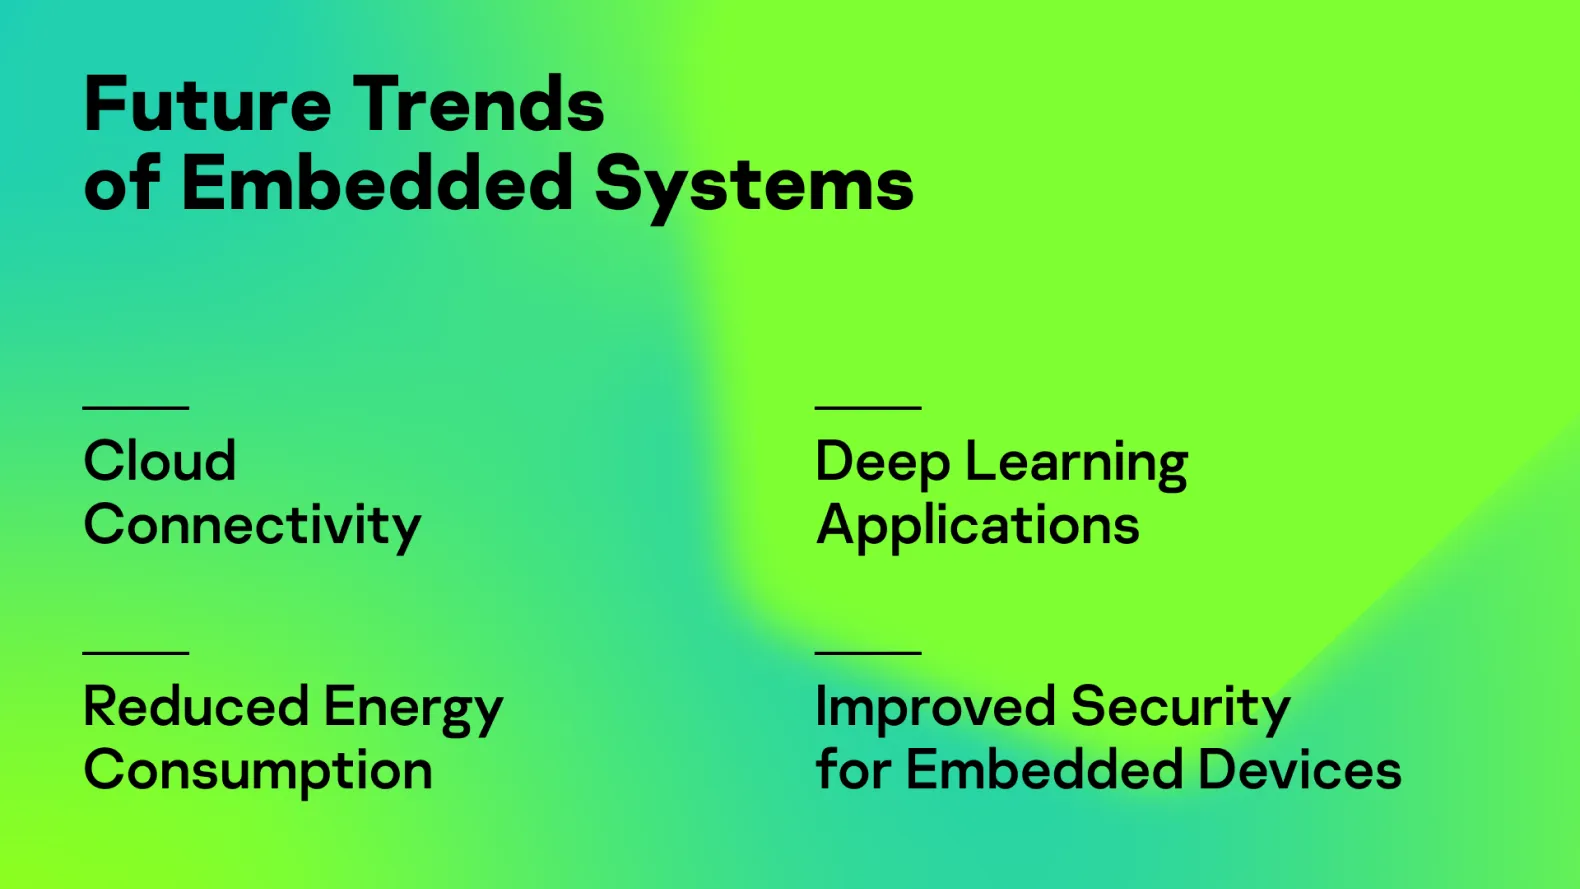 Future Trends
of Embedded Systems
Cloud
Connectivity
Deep Learning
Applications
Reduced Energy
Consumption
Improved Security
for Embedded Devices